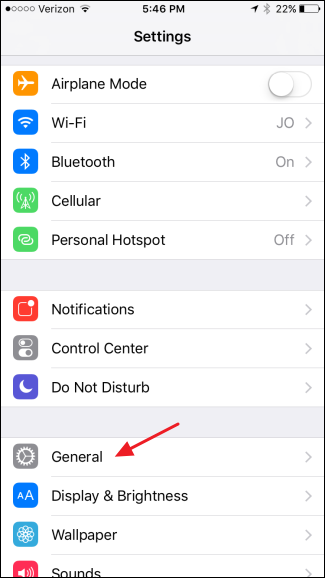 Verizon 5:46 PM 22%
Settings
Airplane Mode
Wi-Fi JO
Bluetooth On
Cellular
Personal Hotspot Off
Notifications
Control Center
Do Not Disturb
General
AA Display & Brightness
Wallpaper
Sounds